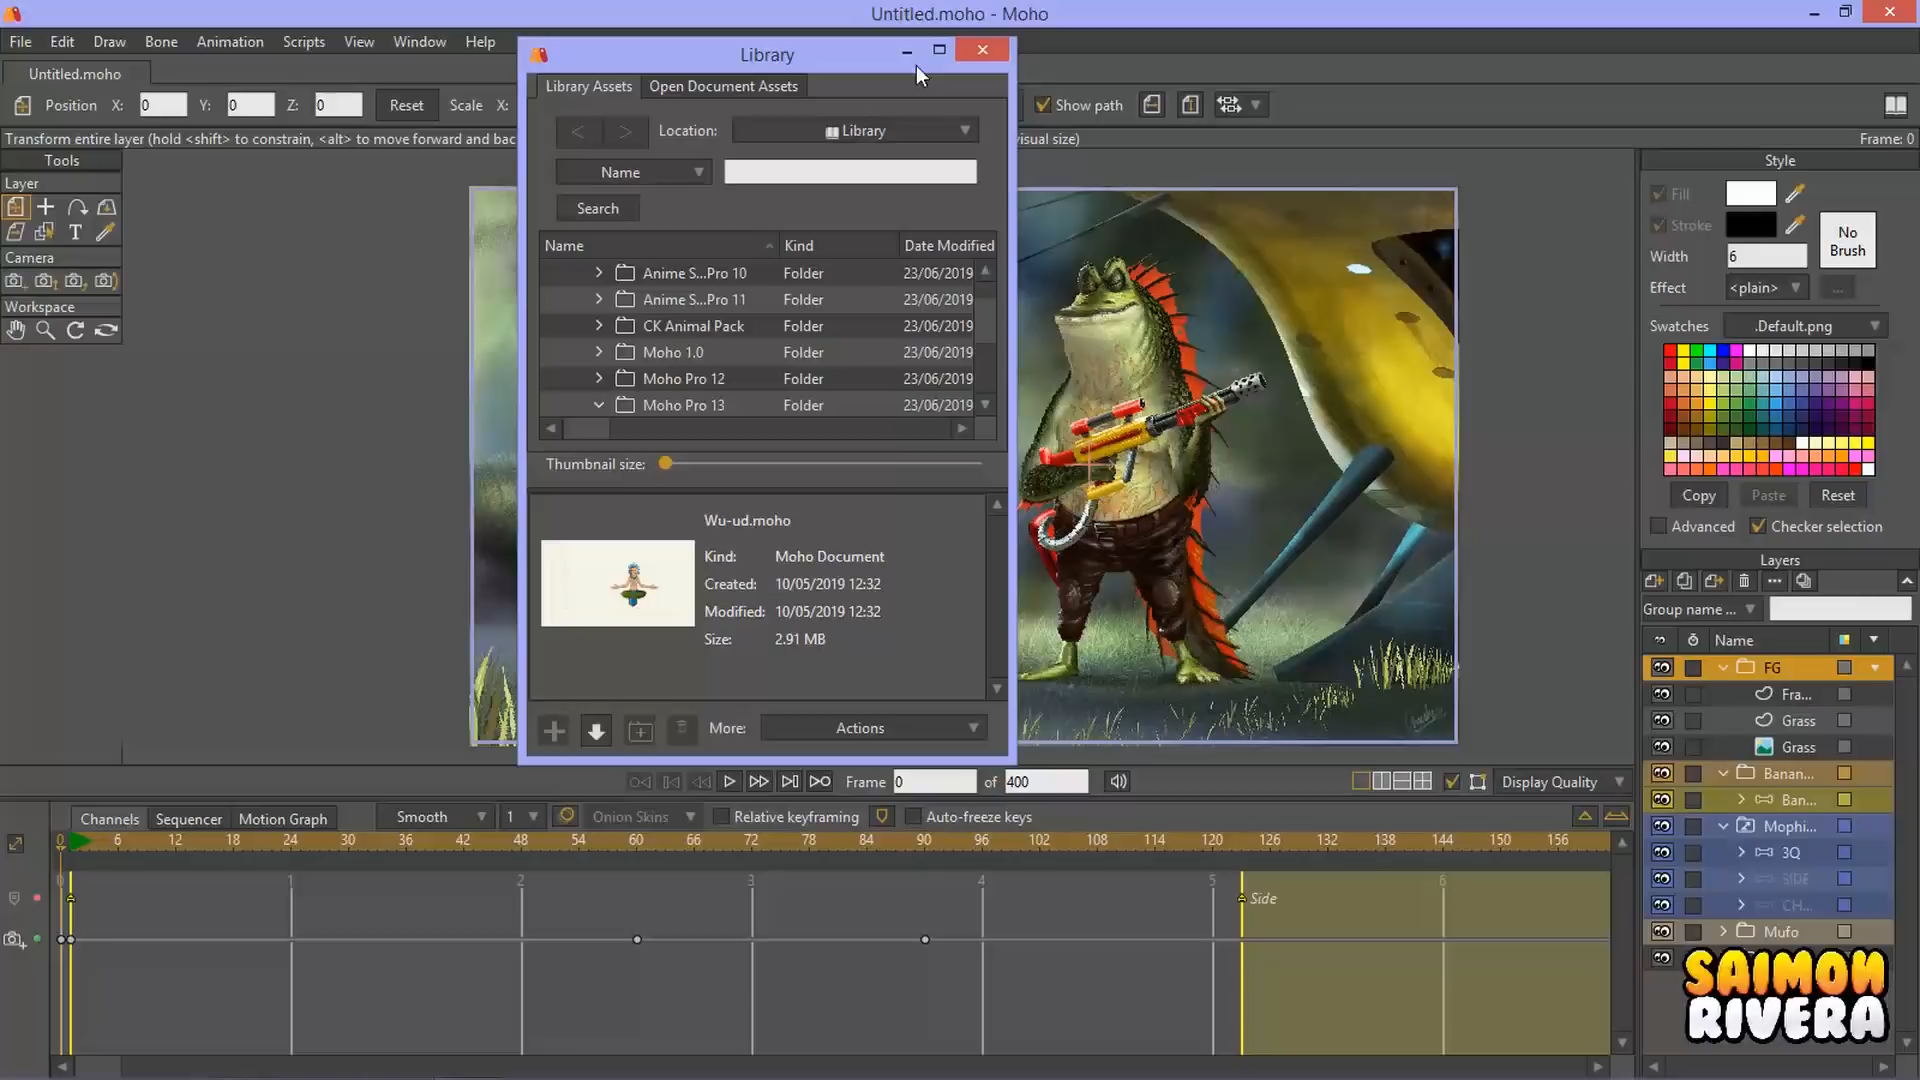 Untitled.moho - Moho
File Edit Draw Bone Animation Scripts View Window Help
Untitled.moho
Position X: 0 Y: 0 Z: 0 Reset Scale X:
Show path
Transform entire layer (hold <shift> to constrain, <alt> to move forward and bac
visual size)
Frame: 0
Library
Library Assets Open Document Assets
Location: Library
Name
Search
Name Kind Date Modified
Anime S...Pro 10 Folder 23/06/2019
Anime S...Pro 11 Folder 23/06/2019
CK Animal Pack Folder 23/06/2019
Moho 1.0 Folder 23/06/2019
Moho Pro 12 Folder 23/06/2019
Moho Pro 13 Folder 23/06/2019
Thumbnail size:
Wu-ud.moho
Kind: Moho Document
Created: 10/05/2019 12:32
Modified: 10/05/2019 12:32
Size: 2.91 MB
More: Actions
Tools
Layer
T
Camera
Workspace
Style
Fill
Stroke
No
Brush
Width 6
Effect <plain> ...
Swatches .Default.png
Copy Paste Reset
Advanced Checker selection
Layers
Group name ...
Name
FG
Fra...
Grass
Grass
Banan...
Ban...
Mophi...
3Q
SIDE
CH...
Mufo
SAIMON
RIVERA
Frame 0 of 400
Display Quality
Channels Sequencer Motion Graph Smooth 1 Onion Skins Relative keyframing Auto-freeze keys
0 6 12 18 24 30 36 42 48 54 60 66 72 78 84 90 96 102 108 114 120 126 132 138 144 150 156
0 1 2 3 4 5 6
Side